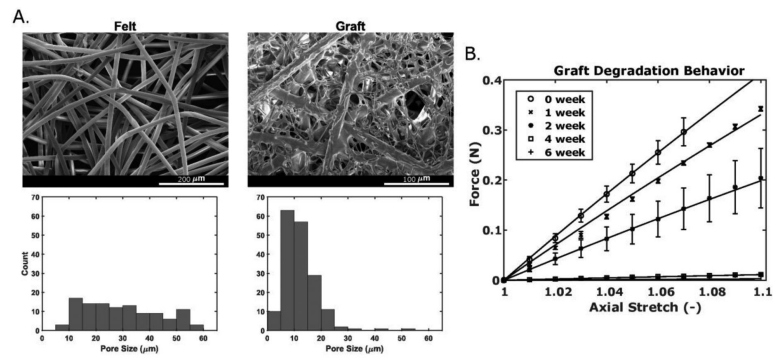 A.
Felt
Graft
200 μm
100 μm
70
60
50
40
30
20
10
0
Count
0 10 20 30 40 50 60
Pore Size (μm)
70
60
50
40
30
20
10
0
0 10 20 30 40 50 60
Pore Size (μm)
B.
Graft Degradation Behavior
0.4
0.3
0.2
0.1
0
Force (N)
0 week
1 week
2 week
4 week
6 week
1 1.02 1.04 1.06 1.08 1.1
Axial Stretch (-)